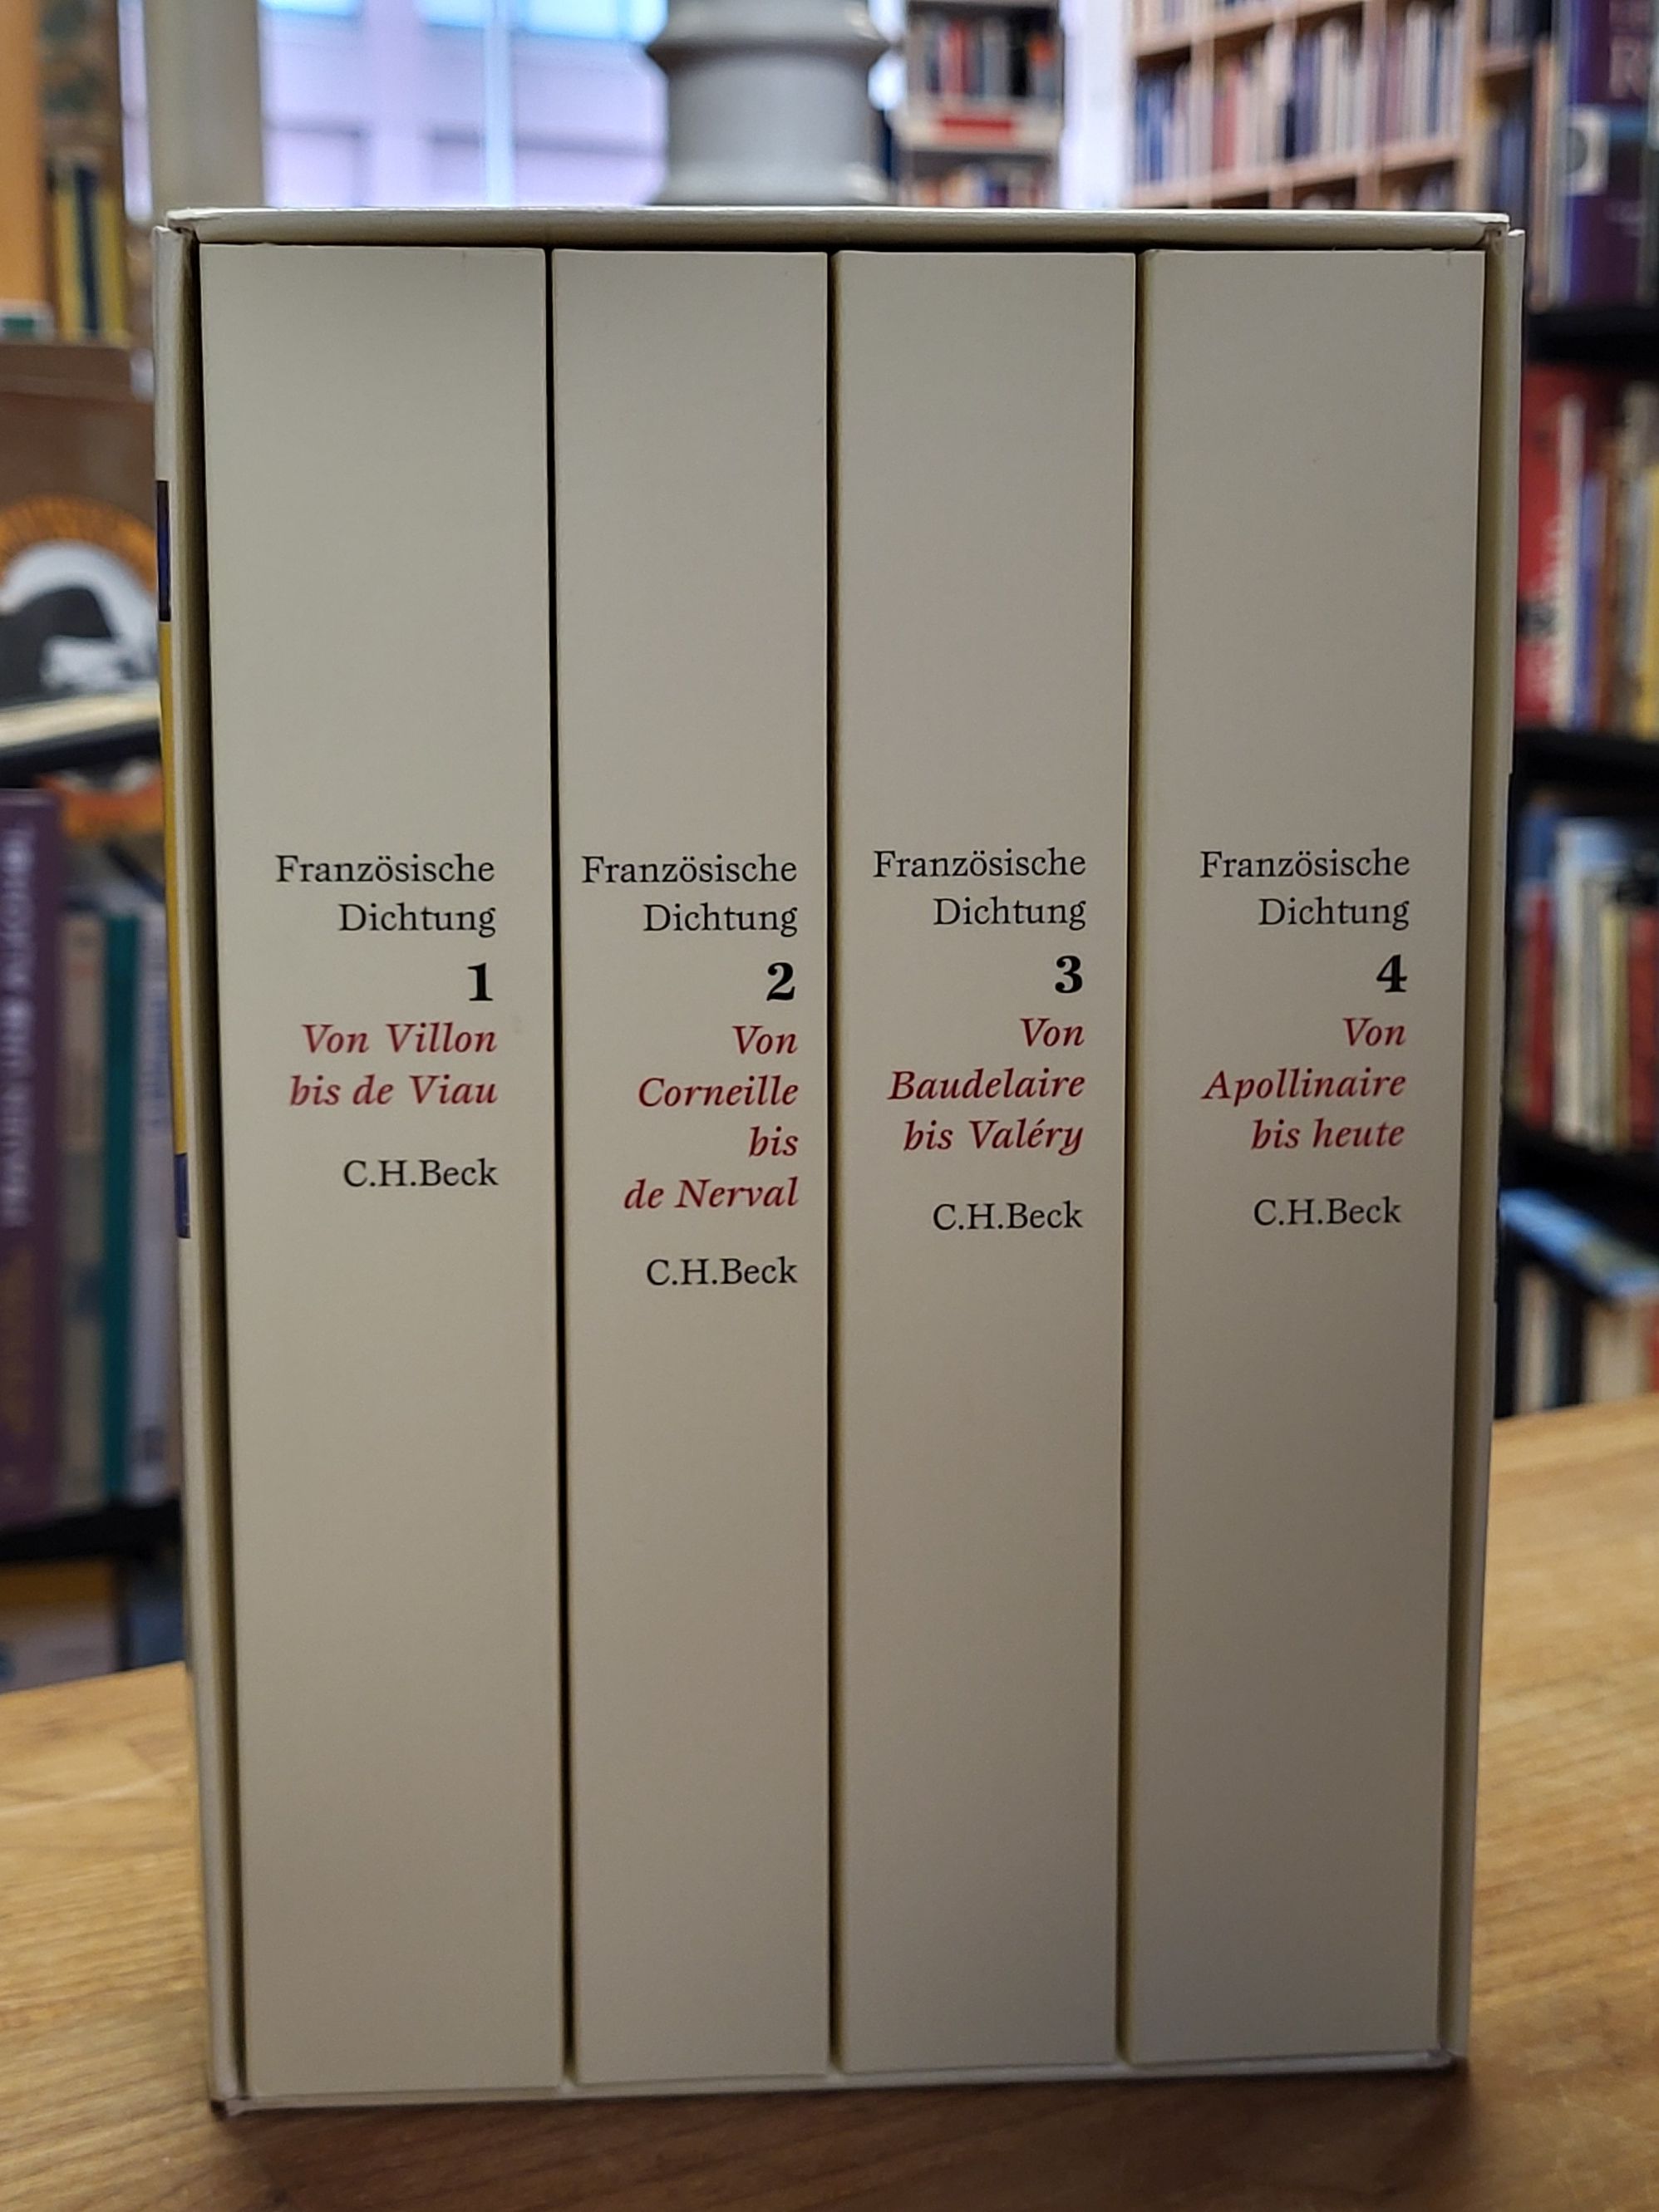 Französische
Dichtung
1
Von Villon
bis de Viau
C.H.Beck
Französische
Dichtung
2
Von
Corneille
bis
de Nerval
C.H.Beck
Französische
Dichtung
3
Von
Baudelaire
bis Valéry
C.H.Beck
Französische
Dichtung
4
Von
Apollinaire
bis heute
C.H.Beck